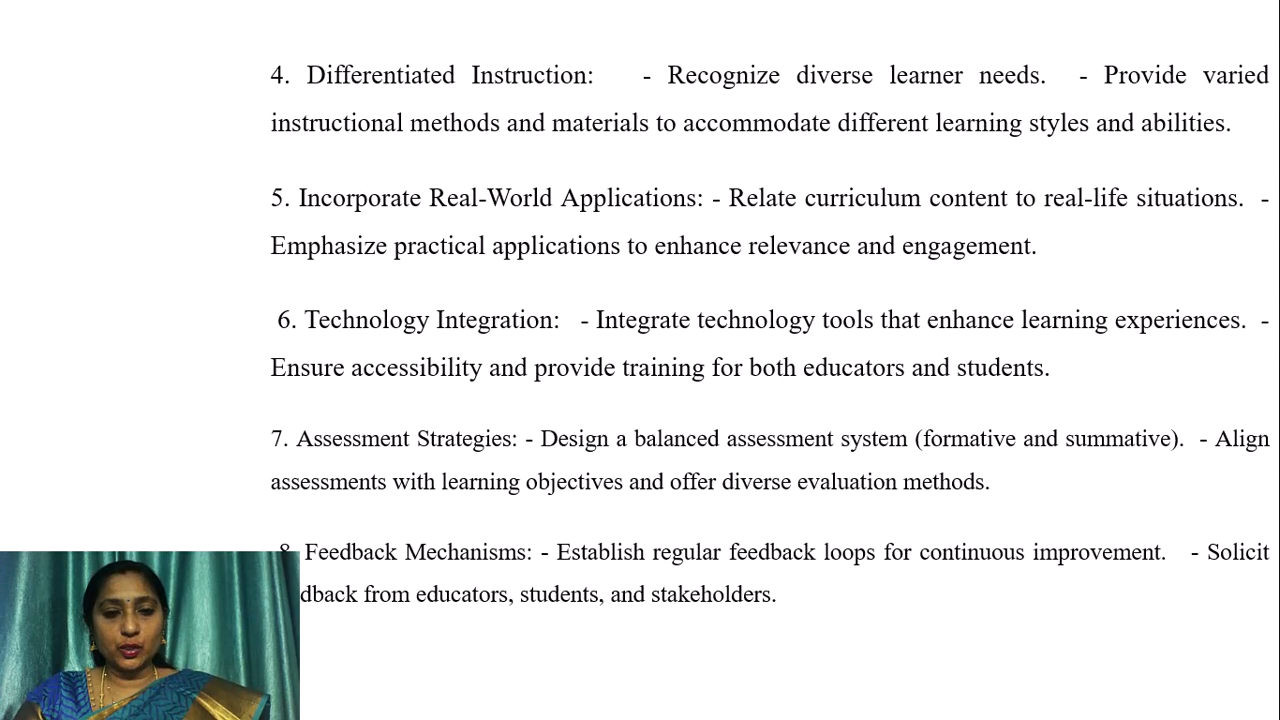 4. Differentiated Instruction: - Recognize diverse learner needs. - Provide varied
instructional methods and materials to accommodate different learning styles and abilities.
5. Incorporate Real-World Applications: - Relate curriculum content to real-life situations. -
Emphasize practical applications to enhance relevance and engagement.
6. Technology Integration: - Integrate technology tools that enhance learning experiences. -
Ensure accessibility and provide training for both educators and students.
7. Assessment Strategies: - Design a balanced assessment system (formative and summative). - Align
assessments with learning objectives and offer diverse evaluation methods.
8. Feedback Mechanisms: - Establish regular feedback loops for continuous improvement. - Solicit
dback from educators, students, and stakeholders.